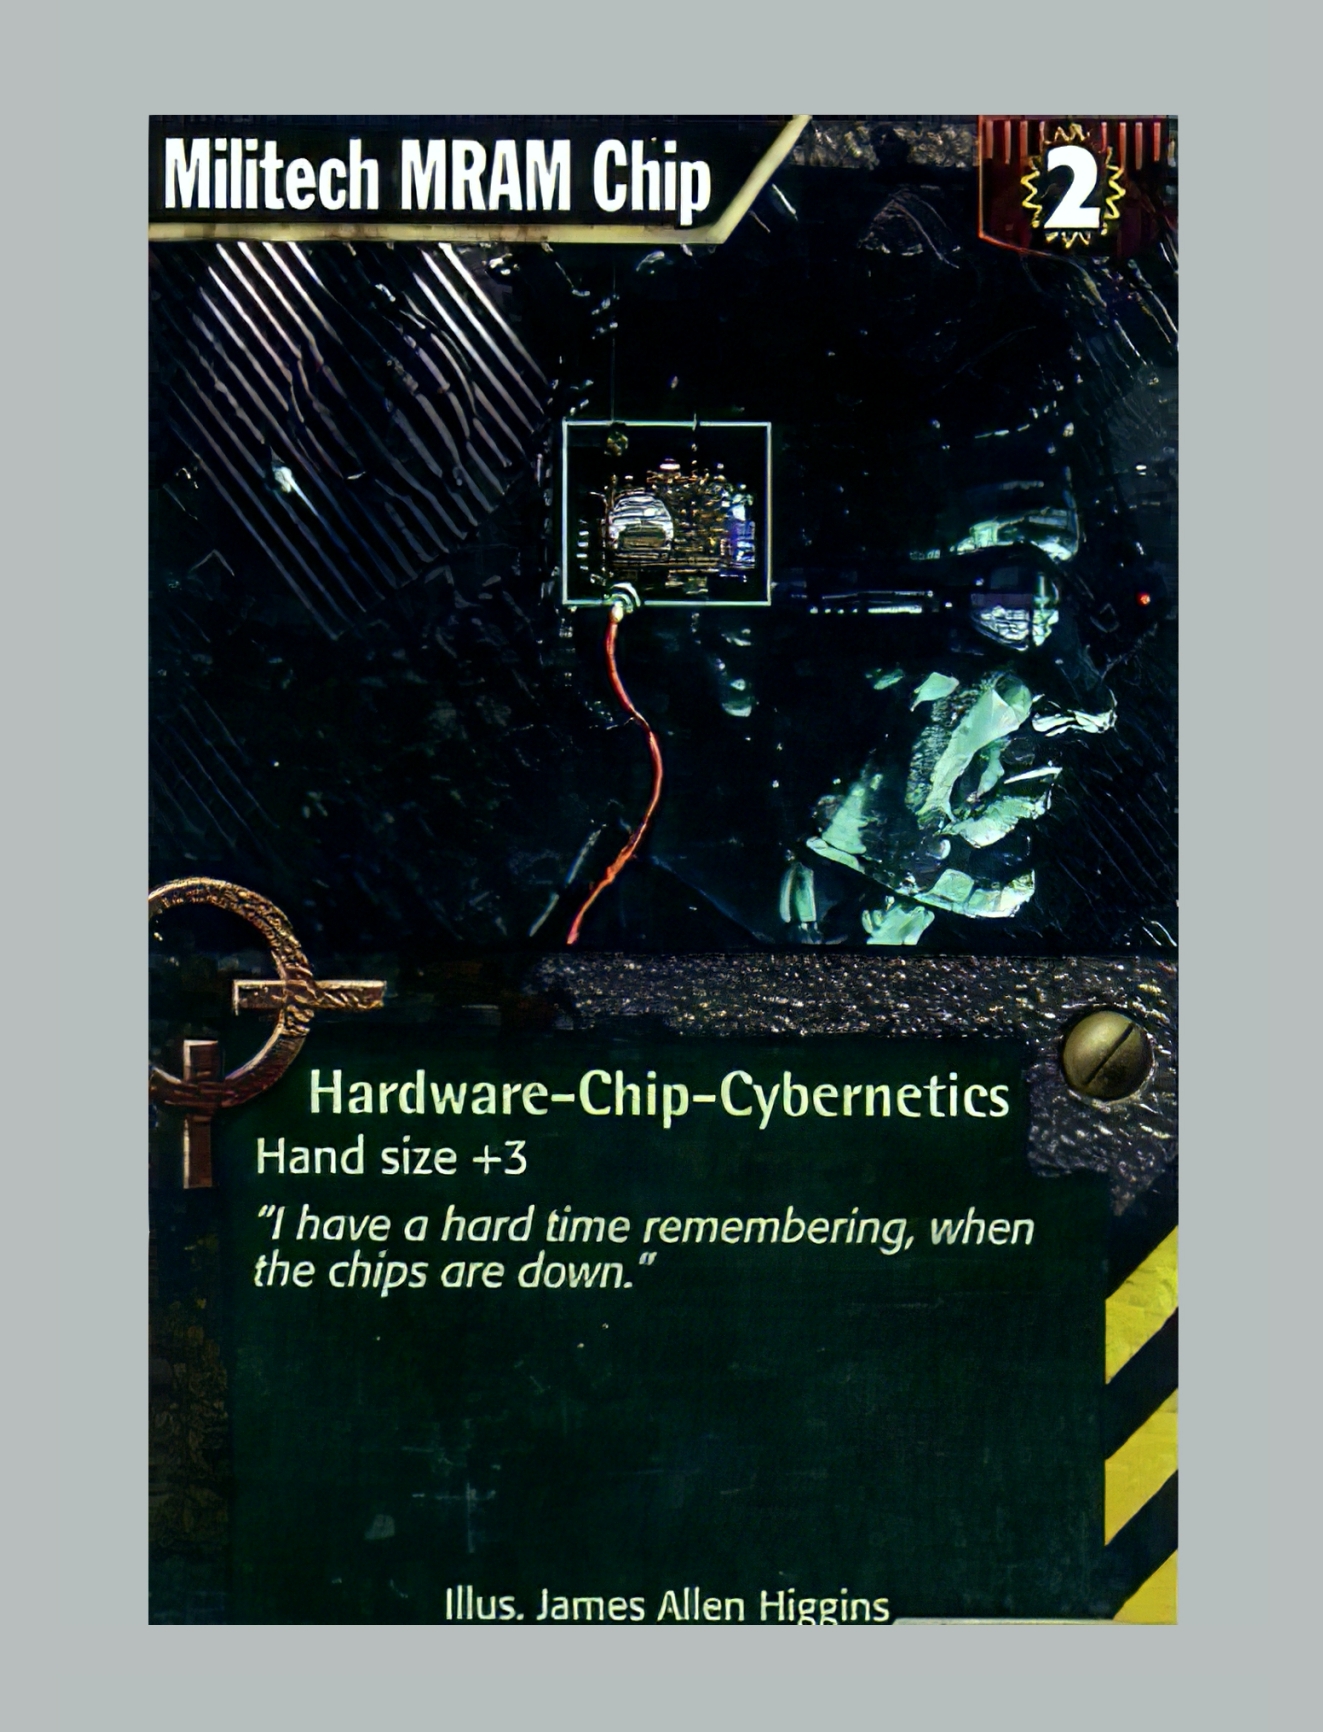 Militech MRAM Chip
2
Hardware-Chip-Cybernetics
Hand size +3
"I have a hard time remembering, when
the chips are down."
Illus. James Allen Higgins